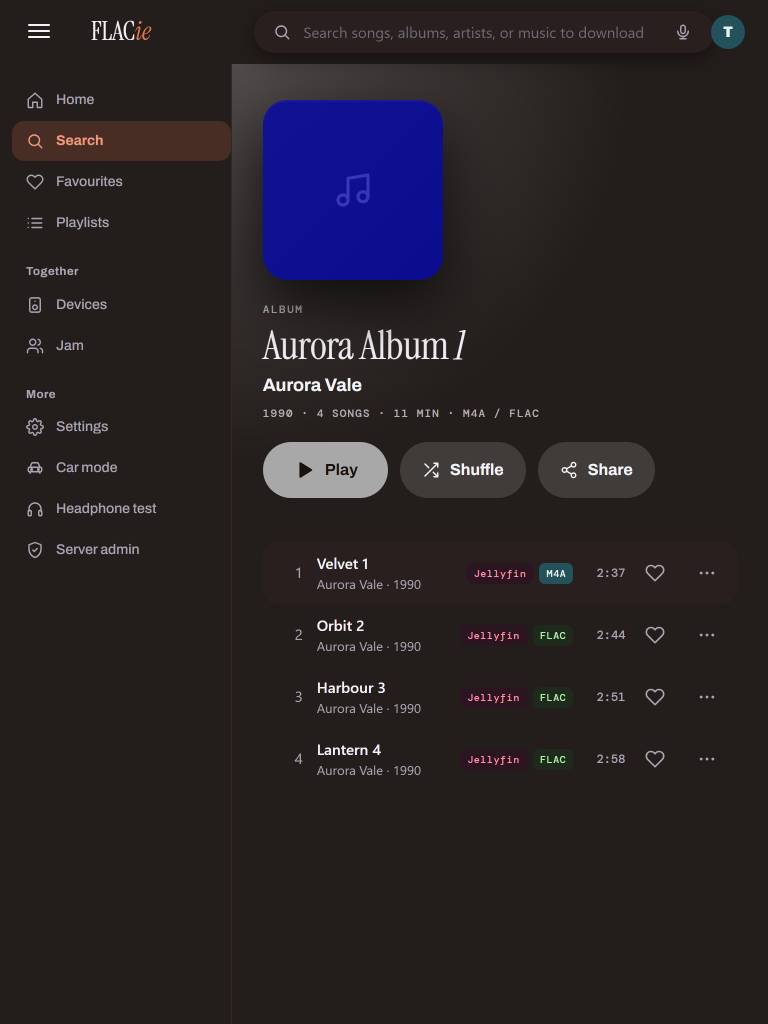 FLACie
Search songs, albums, artists, or music to download
T
Home
Search
Favourites
Playlists
Together
Devices
Jam
More
Settings
Car mode
Headphone test
Server admin
ALBUM
Aurora Album 1
Aurora Vale
1990 · 4 SONGS · 11 MIN · M4A / FLAC
Play
Shuffle
Share
1 Velvet 1 Jellyfin M4A 2:37
Aurora Vale · 1990
2 Orbit 2 Jellyfin FLAC 2:44
Aurora Vale · 1990
3 Harbour 3 Jellyfin FLAC 2:51
Aurora Vale · 1990
4 Lantern 4 Jellyfin FLAC 2:58
Aurora Vale · 1990